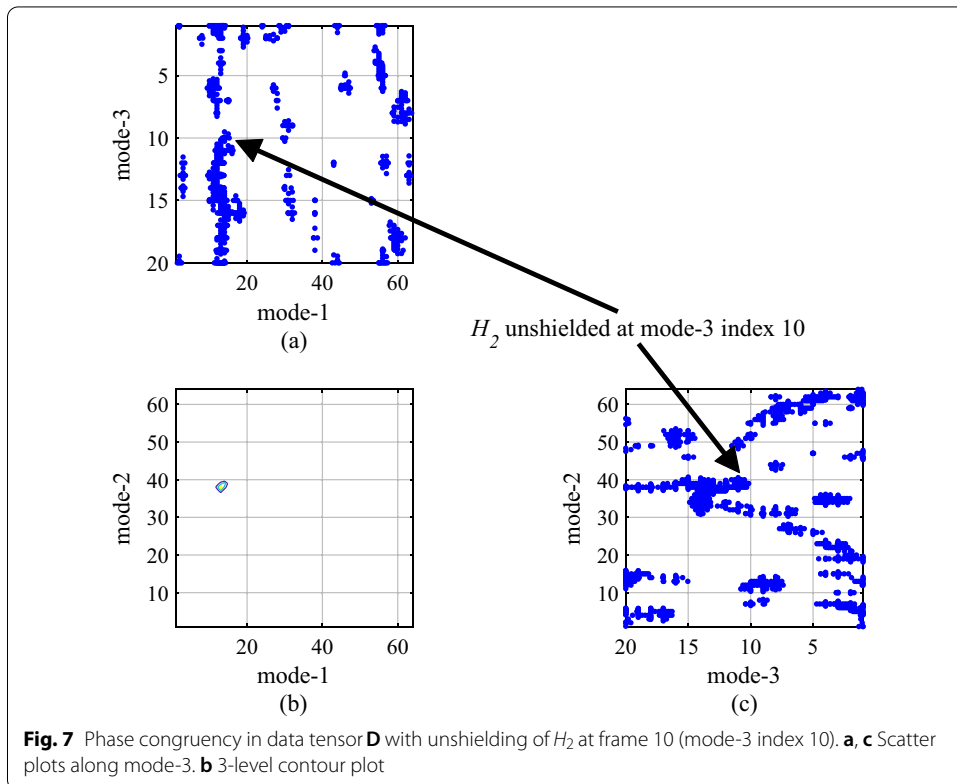 mode-3
5
10
15
20
20
40
60
mode-1
(a)
H2 unshielded at mode-3 index 10
mode-2
60
50
40
30
20
10
20
40
60
mode-1
(b)
mode-2
60
50
40
30
20
10
20
15
10
5
mode-3
(c)
Fig. 7 Phase congruency in data tensor D with unshielding of H2 at frame 10 (mode-3 index 10). a, c Scatter
plots along mode-3. b 3-level contour plot